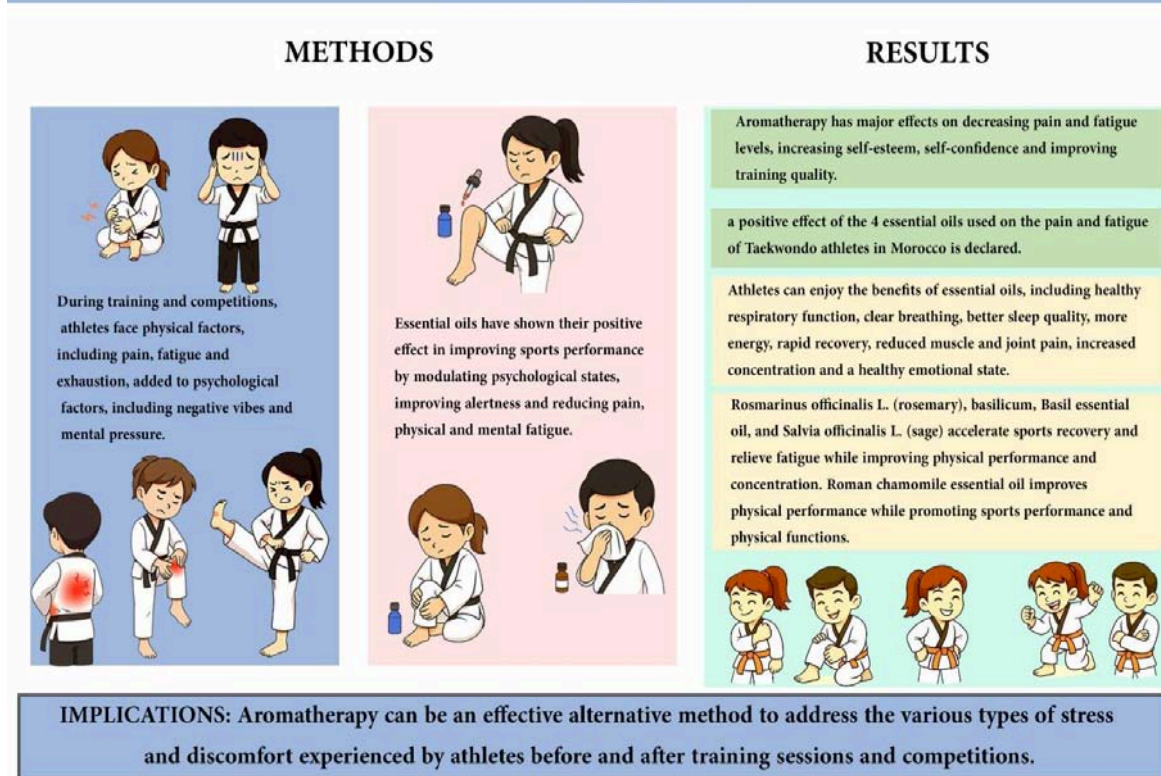 METHODS
During training and competitions,
athletes face physical factors,
including pain, fatigue and
exhaustion, added to psychological
factors, including negative vibes and
mental pressure.
Essential oils have shown their positive
effect in improving sports performance
by modulating psychological states,
improving alertness and reducing pain,
physical and mental fatigue.
RESULTS
Aromatherapy has major effects on decreasing pain and fatigue
levels, increasing self-esteem, self-confidence and improving
training quality.
a positive effect of the 4 essential oils used on the pain and fatigue
of Taekwondo athletes in Morocco is declared.
Athletes can enjoy the benefits of essential oils, including healthy
respiratory function, clear breathing, better sleep quality, more
energy, rapid recovery, reduced muscle and joint pain, increased
concentration and a healthy emotional state.
Rosmarinus officinalis L. (rosemary), basilicum, Basil essential
oil, and Salvia officinalis L. (sage) accelerate sports recovery and
relieve fatigue while improving physical performance and
concentration. Roman chamomile essential oil improves
physical performance while promoting sports performance and
physical functions.
IMPLICATIONS: Aromatherapy can be an effective alternative method to address the various types of stress
and discomfort experienced by athletes before and after training sessions and competitions.